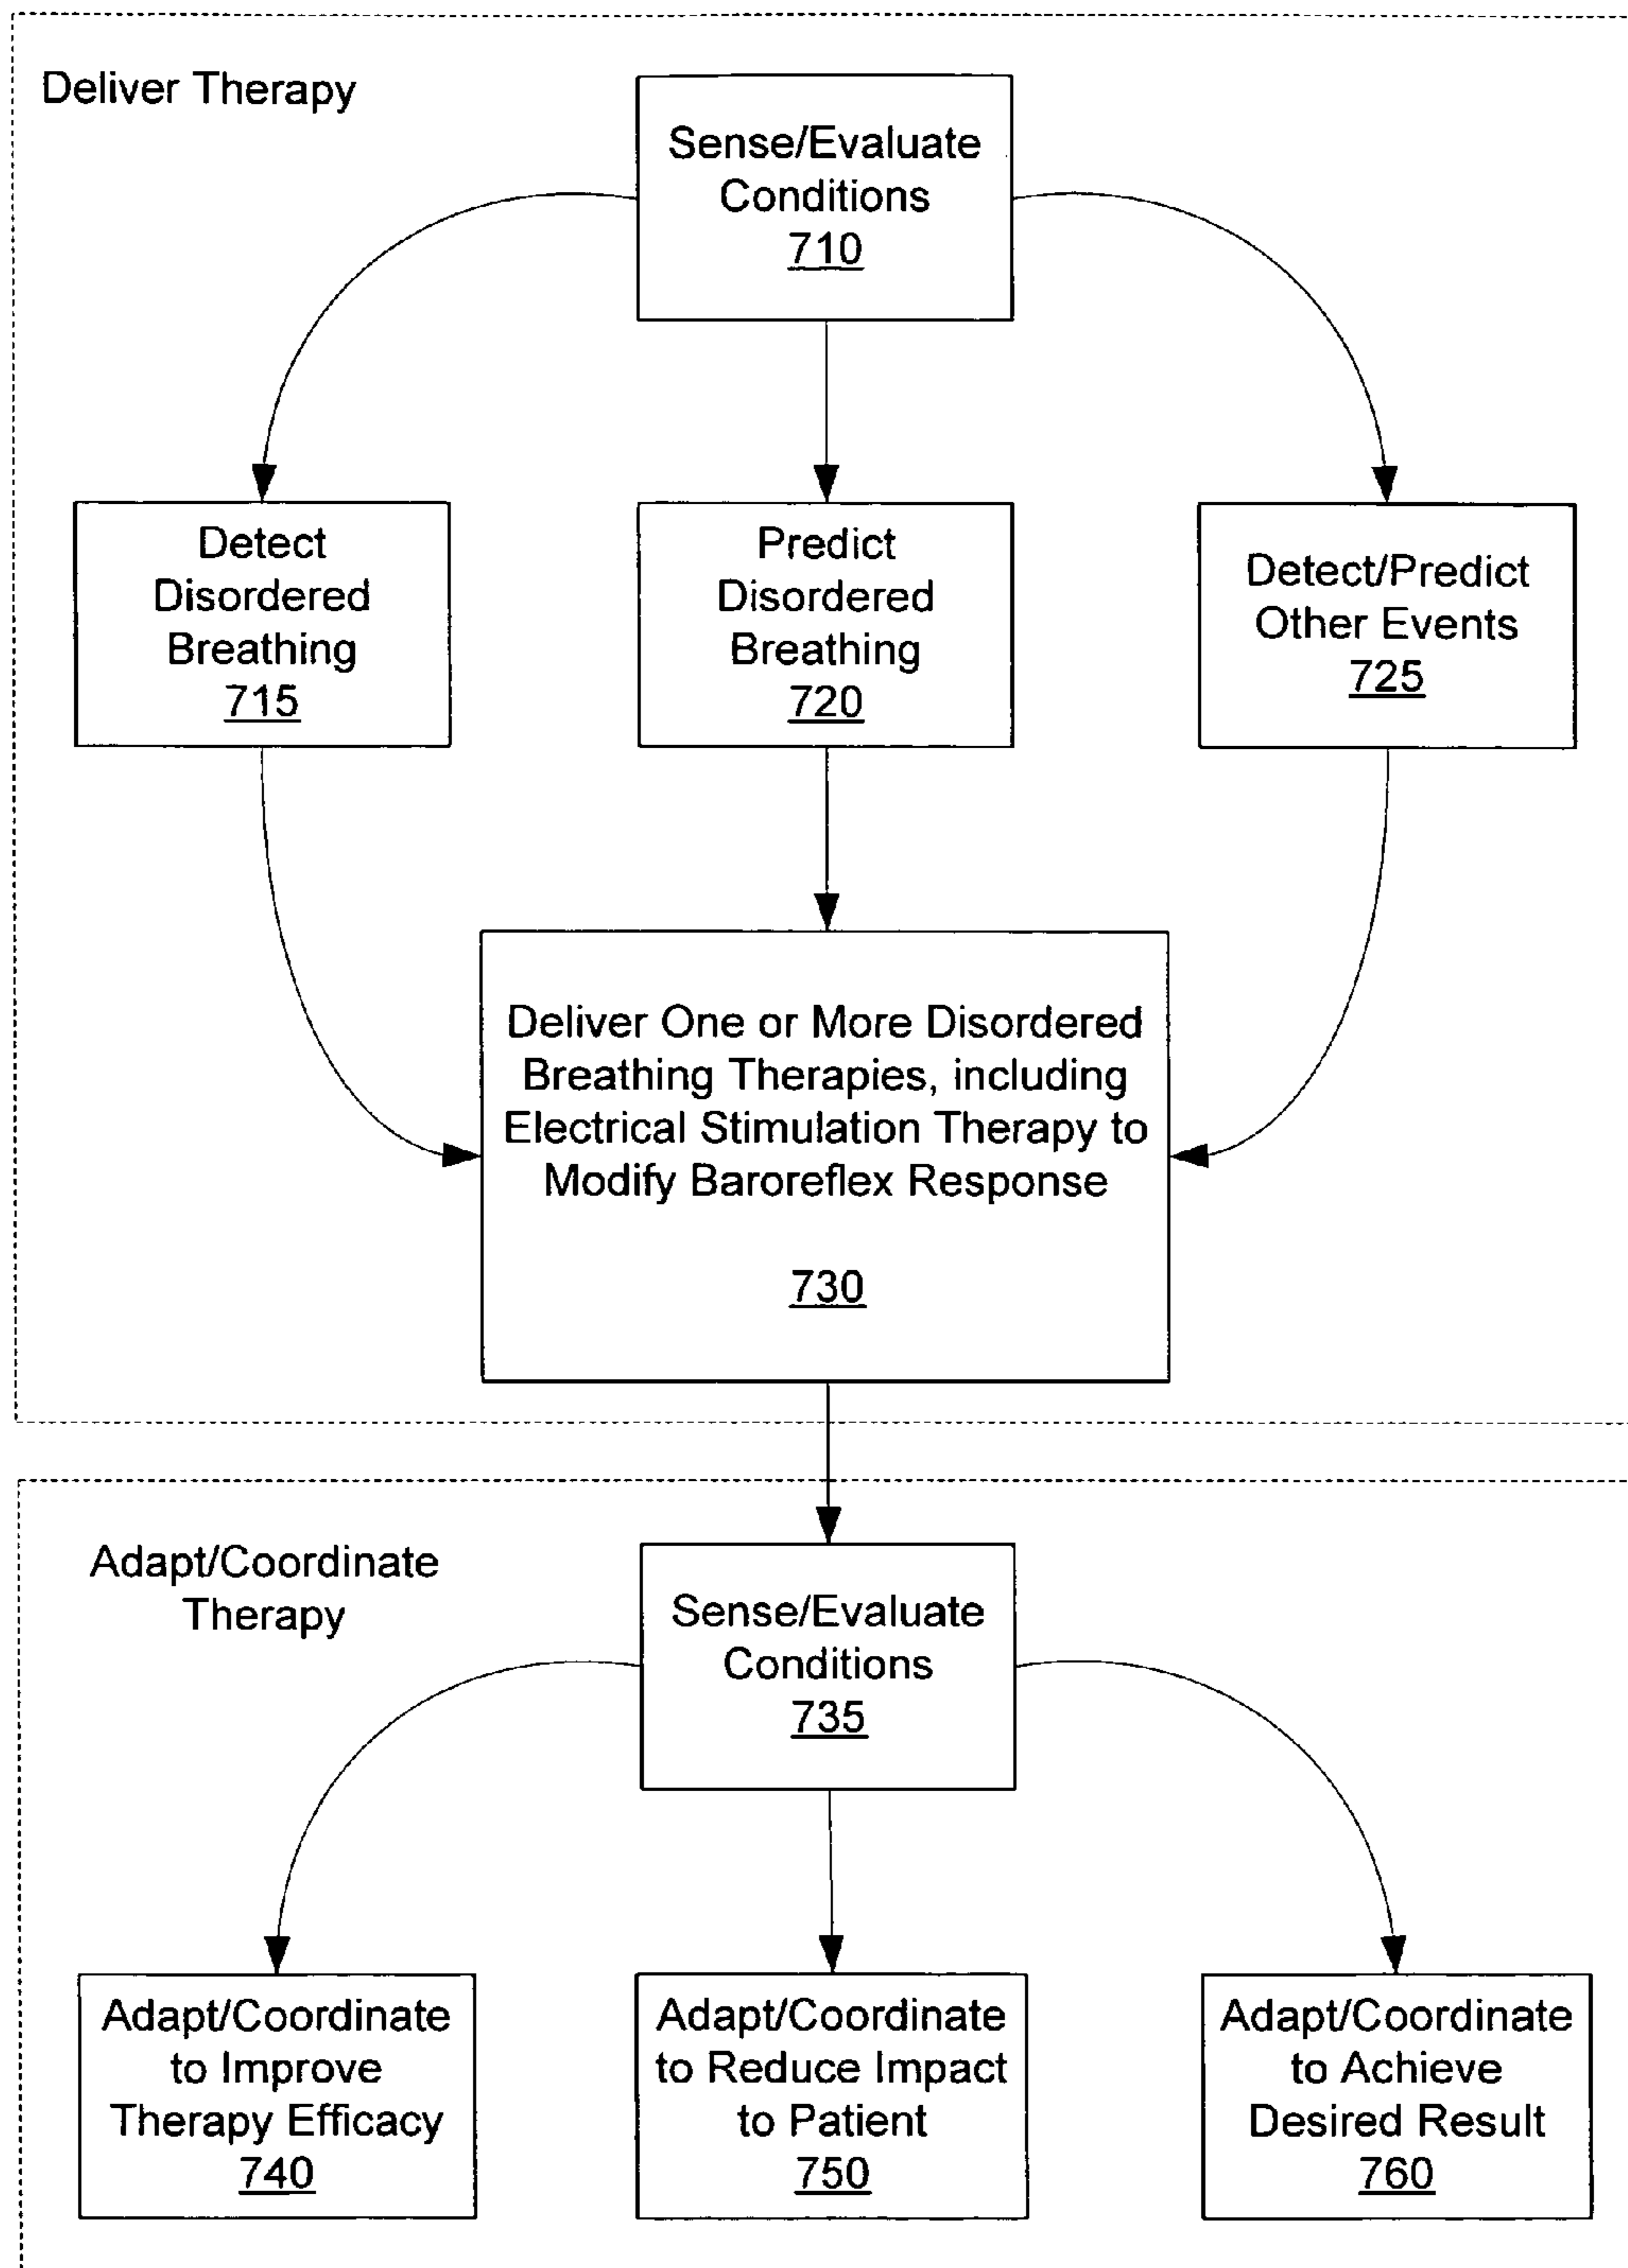 Deliver Therapy
Sense/Evaluate
Conditions
710
Detect
Disordered
Breathing
715
Predict
Disordered
Breathing
720
Detect/Predict
Other Events
725
Deliver One or More Disordered
Breathing Therapies, including
Electrical Stimulation Therapy to
Modify Baroreflex Response
730
Adapt/Coordinate
Therapy
Sense/Evaluate
Conditions
735
Adapt/Coordinate
to Improve
Therapy Efficacy
740
Adapt/Coordinate
to Reduce Impact
to Patient
750
Adapt/Coordinate
to Achieve
Desired Result
760